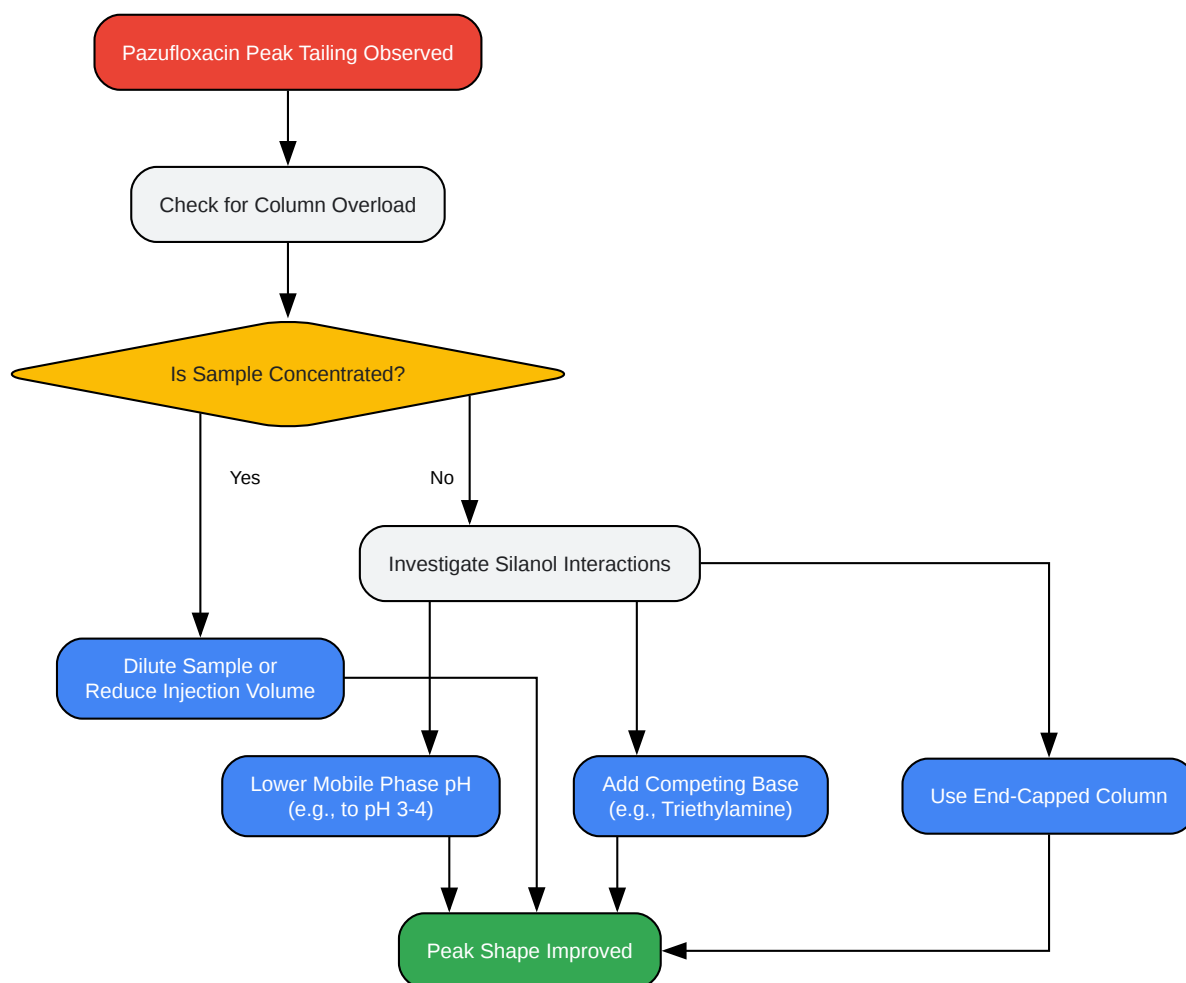 Pazufloxacin Peak Tailing Observed
Check for Column Overload
Is Sample Concentrated?
Yes
No
Investigate Silanol Interactions
Dilute Sample or
Reduce Injection Volume
Lower Mobile Phase pH
(e.g., to pH 3-4)
Add Competing Base
(e.g., Triethylamine)
Use End-Capped Column
Peak Shape Improved